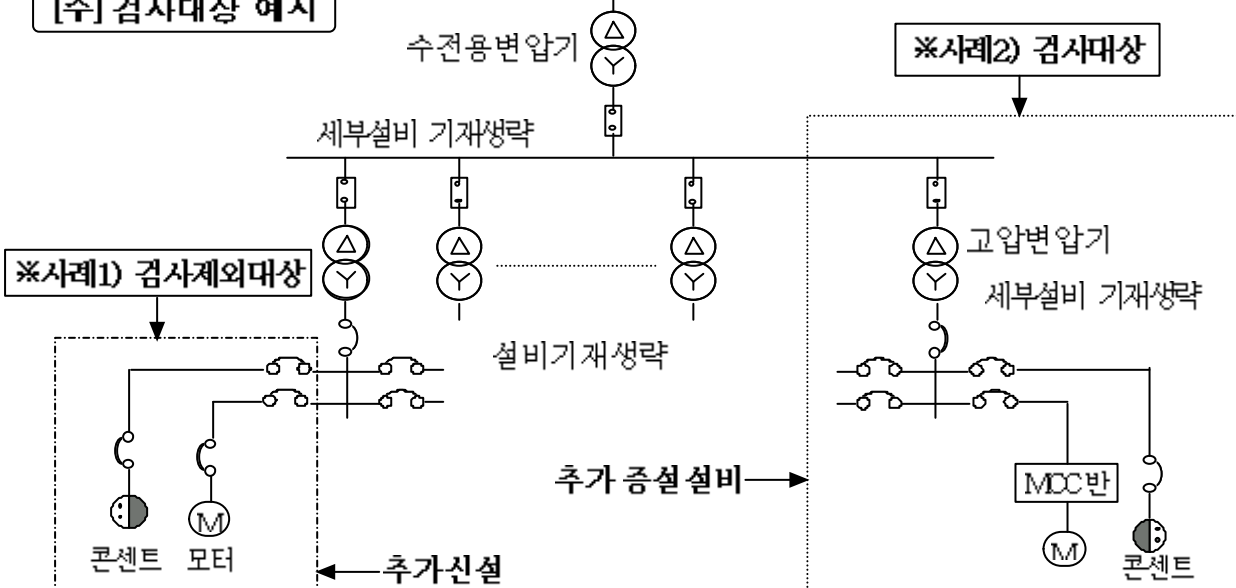 [주] 검사대상 예시
수전용변압기
※사례2) 검사대상
세부설비 기재생략
고압변압기
※사례1) 검사제외대상
세부설비 기재생략
설비기재생략
추가 증설설비
MCC반
M
M
콘센트
모터
콘센트
추가신설